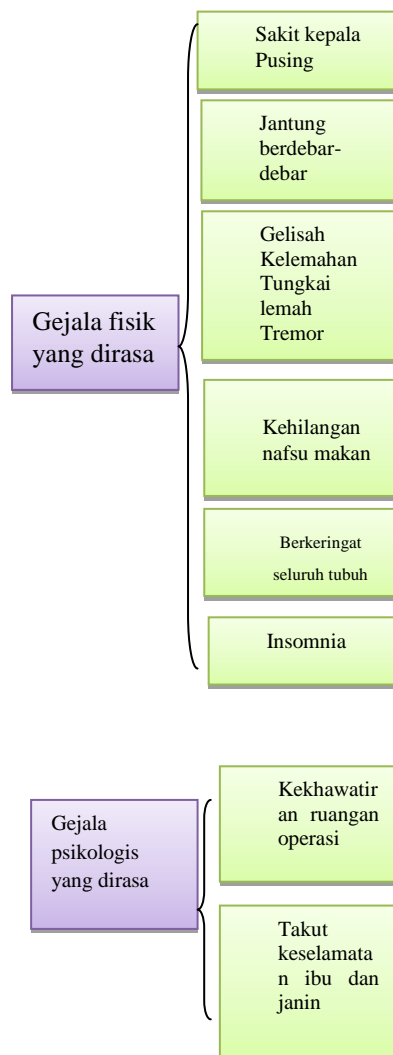 Sakit kepala
Pusing
Jantung
berdebar-
debar
Gelisah
Kelemahan
Tungkai
lemah
Tremor
Gejala fisik
yang dirasa
Kehilangan
nafsu makan
Berkeringat
seluruh tubuh
Insomnia
Gejala
psikologis
yang dirasa
Kekhawatir
an ruangan
operasi
Takut
keselamata
n ibu dan
janin